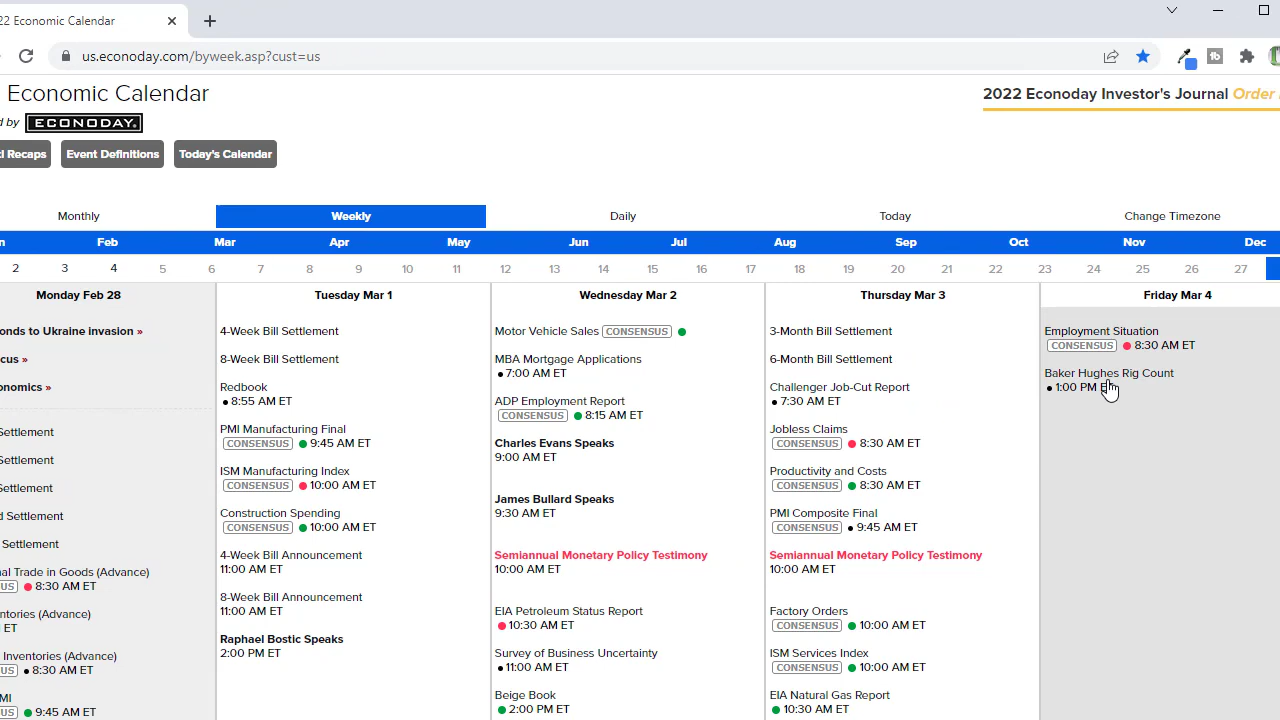 22 Economic Calendar
us.econoday.com/byweek.asp?cust=us
Economic Calendar
2022 Econoday Investor's Journal Order
d by ECONODAY
Recaps Event Definitions Today's Calendar
Monthly Weekly Daily Today Change Timezone
n Feb Mar Apr May Jun Jul Aug Sep Oct Nov Dec
2 3 4 5 6 7 8 9 10 11 12 13 14 15 16 17 18 19 20 21 22 23 24 25 26 27
Monday Feb 28
onds to Ukraine invasion »
cus »
onomics »
Settlement
Settlement
Settlement
d Settlement
Settlement
al Trade in Goods (Advance)
US 8:30 AM ET
ntories (Advance)
ET
Inventories (Advance)
US 8:30 AM ET
MI
US 9:45 AM ET
Tuesday Mar 1
4-Week Bill Settlement
8-Week Bill Settlement
Redbook
8:55 AM ET
PMI Manufacturing Final
CONSENSUS 9:45 AM ET
ISM Manufacturing Index
CONSENSUS 10:00 AM ET
Construction Spending
CONSENSUS 10:00 AM ET
4-Week Bill Announcement
11:00 AM ET
8-Week Bill Announcement
11:00 AM ET
Raphael Bostic Speaks
2:00 PM ET
Wednesday Mar 2
Motor Vehicle Sales CONSENSUS
MBA Mortgage Applications
7:00 AM ET
ADP Employment Report
CONSENSUS 8:15 AM ET
Charles Evans Speaks
9:00 AM ET
James Bullard Speaks
9:30 AM ET
Semiannual Monetary Policy Testimony
10:00 AM ET
EIA Petroleum Status Report
10:30 AM ET
Survey of Business Uncertainty
11:00 AM ET
Beige Book
2:00 PM ET
Thursday Mar 3
3-Month Bill Settlement
6-Month Bill Settlement
Challenger Job-Cut Report
7:30 AM ET
Jobless Claims
CONSENSUS 8:30 AM ET
Productivity and Costs
CONSENSUS 8:30 AM ET
PMI Composite Final
CONSENSUS 9:45 AM ET
Semiannual Monetary Policy Testimony
10:00 AM ET
Factory Orders
CONSENSUS 10:00 AM ET
ISM Services Index
CONSENSUS 10:00 AM ET
EIA Natural Gas Report
10:30 AM ET
Friday Mar 4
Employment Situation
CONSENSUS 8:30 AM ET
Baker Hughes Rig Count
1:00 PM